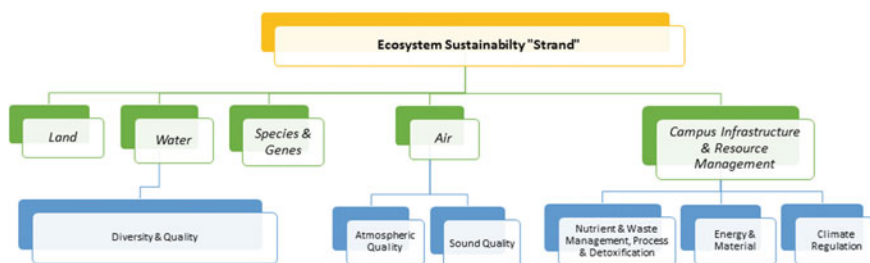 Ecosystem Sustainabilty "Strand"
Land
Water
Species &
Genes
Air
Campus Infrastructure
& Resource
Management
Diversity & Quality
Atmospheric
Quality
Sound Quality
Nutrient & Waste
Management, Process
& Detoxification
Energy &
Material
Climate
Regulation